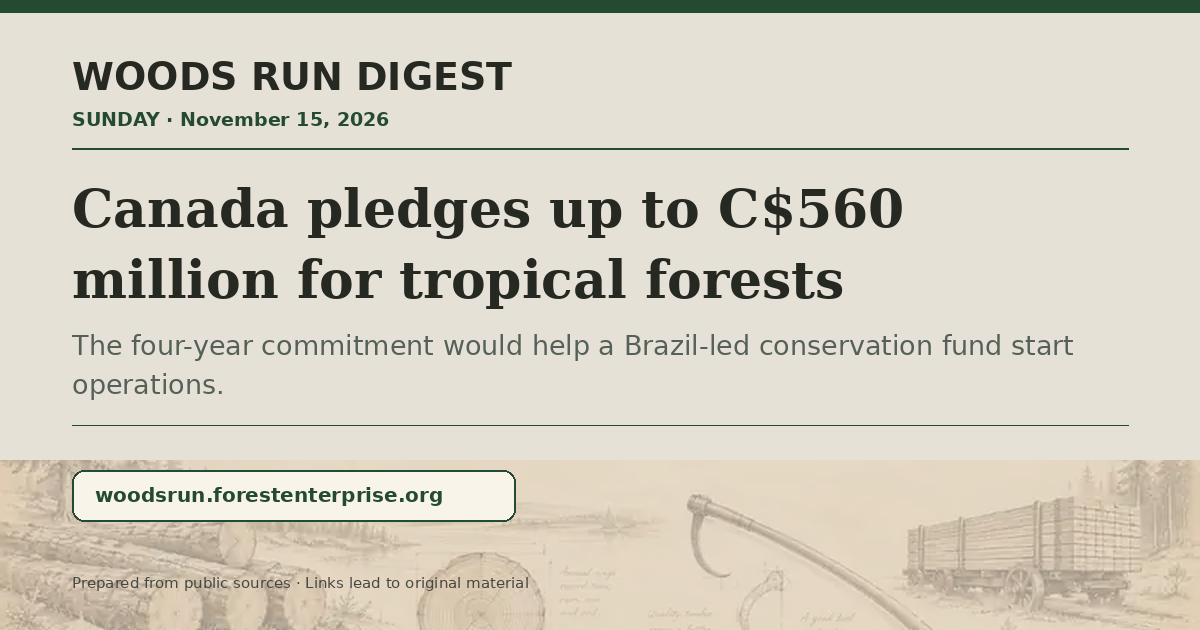 WOODS RUN DIGEST
SUNDAY · November 15, 2026
Canada pledges up to C$560
million for tropical forests
The four-year commitment would help a Brazil-led conservation fund start
operations.
woodsrun.forestenterprise.org
Prepared from public sources · Links lead to original material